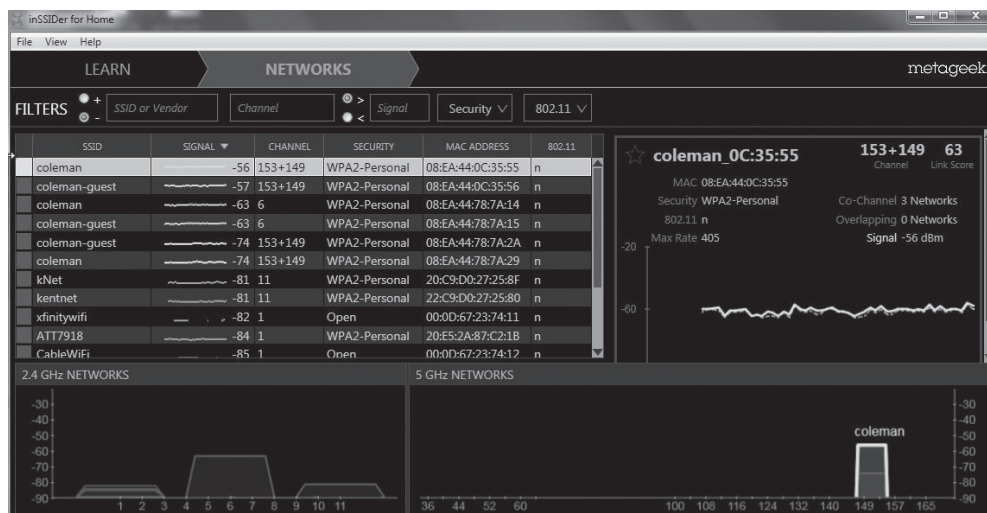 inSSIDer for Home
File View Help
LEARN NETWORKS metageek
FILTERS + - SSID or Vendor Channel > < Signal Security 802.11
SSID SIGNAL CHANNEL SECURITY MAC ADDRESS 802.11
coleman -56 153+149 WPA2-Personal 08:EA:44:0C:35:55 n
coleman-guest -57 153+149 WPA2-Personal 08:EA:44:0C:35:56 n
coleman -63 6 WPA2-Personal 08:EA:44:78:7A:14 n
coleman-guest -63 6 WPA2-Personal 08:EA:44:78:7A:15 n
coleman-guest -74 153+149 WPA2-Personal 08:EA:44:78:7A:2A n
coleman -74 153+149 WPA2-Personal 08:EA:44:78:7A:29 n
kNet -81 11 WPA2-Personal 20:C9:D0:27:25:8F n
kentnet -81 11 WPA2-Personal 22:C9:D0:27:25:80 n
xfinitywifi -82 1 Open 00:0D:67:23:74:11 n
ATT7918 -84 1 WPA2-Personal 20:E5:2A:87:C2:1B n
CableWiFi -85 1 Open 00:0D:67:23:74:12 n
coleman_0C:35:55 153+149 63
Channel Link Score
MAC 08:EA:44:0C:35:55
Security WPA2-Personal Co-Channel 3 Networks
802.11 n Overlapping 0 Networks
Max Rate 405 Signal -56 dBm
-20
-60
2.4 GHz NETWORKS
-30
-40
-50
-60
-70
-80
-90
1 2 3 4 5 6 7 8 9 10 11
5 GHz NETWORKS
coleman
-30
-40
-50
-60
-70
-80
-90
36 44 52 60 100 108 116 124 132 140 149 157 165